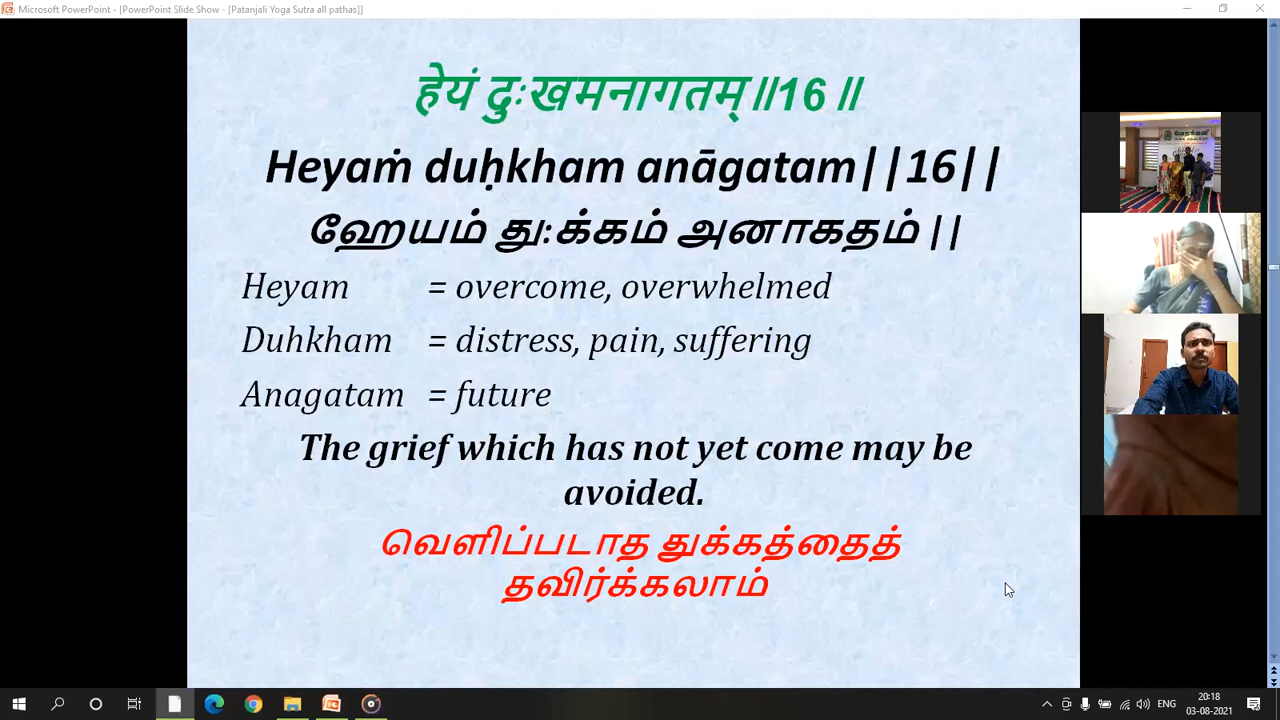 Microsoft PowerPoint - [PowerPoint Slide Show - [Patanjali Yoga Sutra all pathas]]
हेयं दुःखमनागतम्॥16॥
Heyaṁ duḥkham anāgatam||16||
ஹேயம் து:க்கம் அனாகதம்||
Heyam = overcome, overwhelmed
Duhkham = distress, pain, suffering
Anagatam = future
The grief which has not yet come may be
avoided.
வெளிப்படாத துக்கத்தைத்
தவிர்க்கலாம்
ENG
20:18
03-08-2021